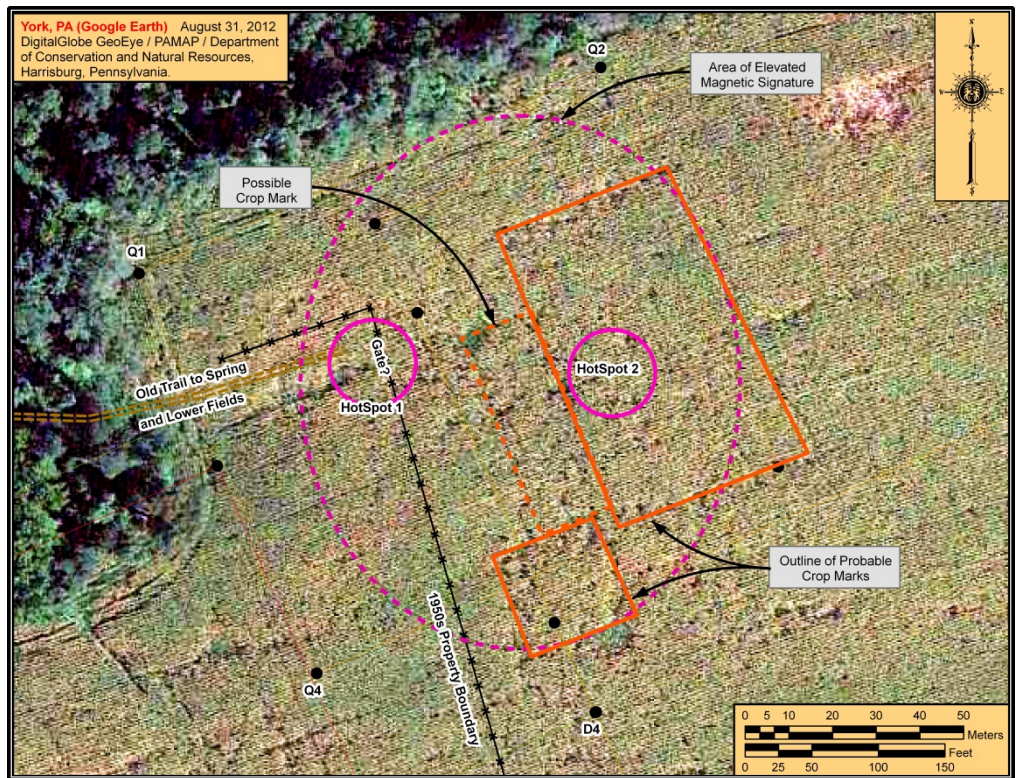 York, PA (Google Earth) August 31, 2012
DigitalGlobe GeoEye / PAMAP / Department
of Conservation and Natural Resources,
Harrisburg, Pennsylvania.
Q2
Area of Elevated
Magnetic Signature
N
W E
S
Possible
Crop Mark
Q1
Gate?
HotSpot 2
Old Trail to Spring
and Lower Fields
HotSpot 1
Outline of Probable
Crop Marks
1950s Property Boundary
Q4
D4
0 5 10 20 30 40 50
Meters
Feet
0 25 50 100 150